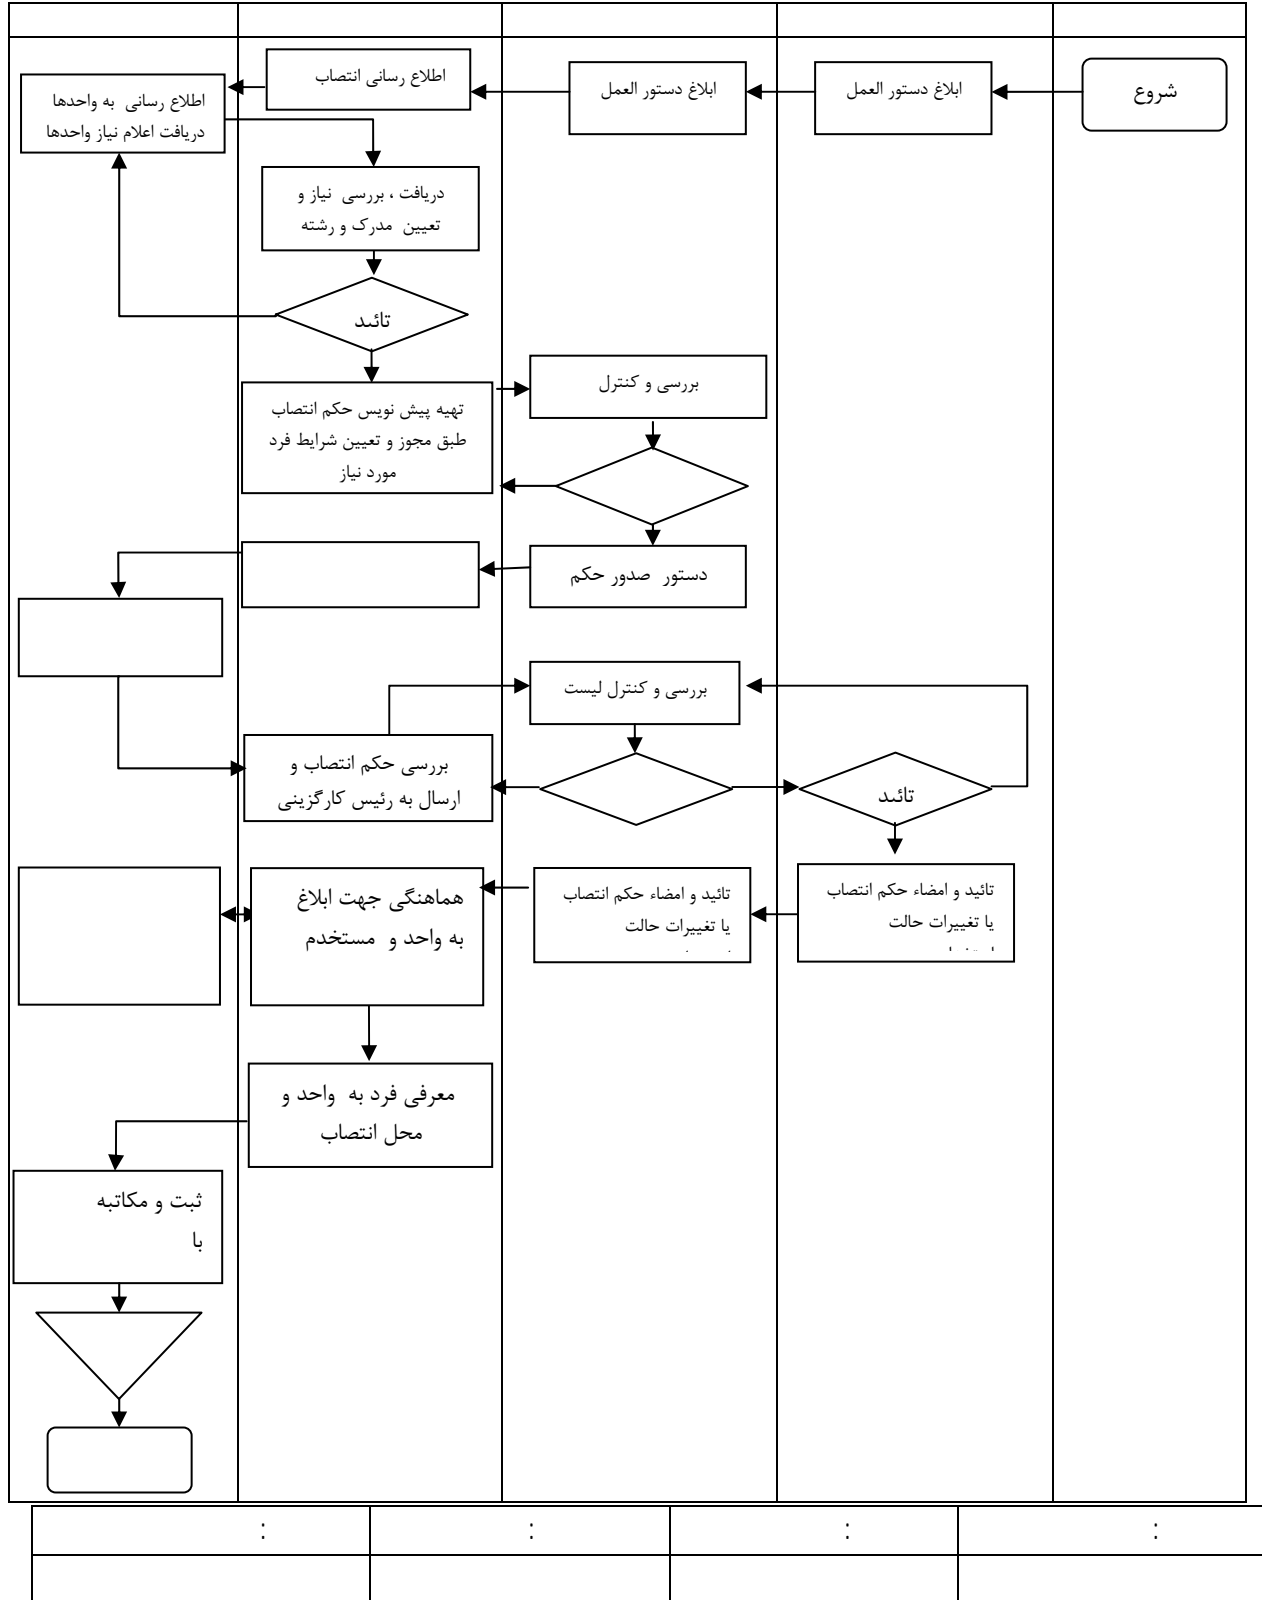 شروع
ابلاغ دستور العمل
ابلاغ دستور العمل
اطلاع رسانی انتصاب
اطلاع رسانی به واحدها
دریافت اعلام نیاز واحدها
دریافت ، بررسی نیاز و
تعیین مدرک و رشته
تائید
بررسی و کنترل
تهیه پیش نویس حکم انتصاب
طبق مجوز و تعیین شرایط فرد
مورد نیاز
دستور صدور حکم
بررسی و کنترل لیست
بررسی حکم انتصاب و
ارسال به رئیس کارگزینی
تائید
تائید و امضاء حکم انتصاب
یا تغییرات حالت
تائید و امضاء حکم انتصاب
یا تغییرات حالت
هماهنگی جهت ابلاغ
به واحد و مستخدم
معرفی فرد به واحد و
محل انتصاب
ثبت و مکاتبه
با
: : : :